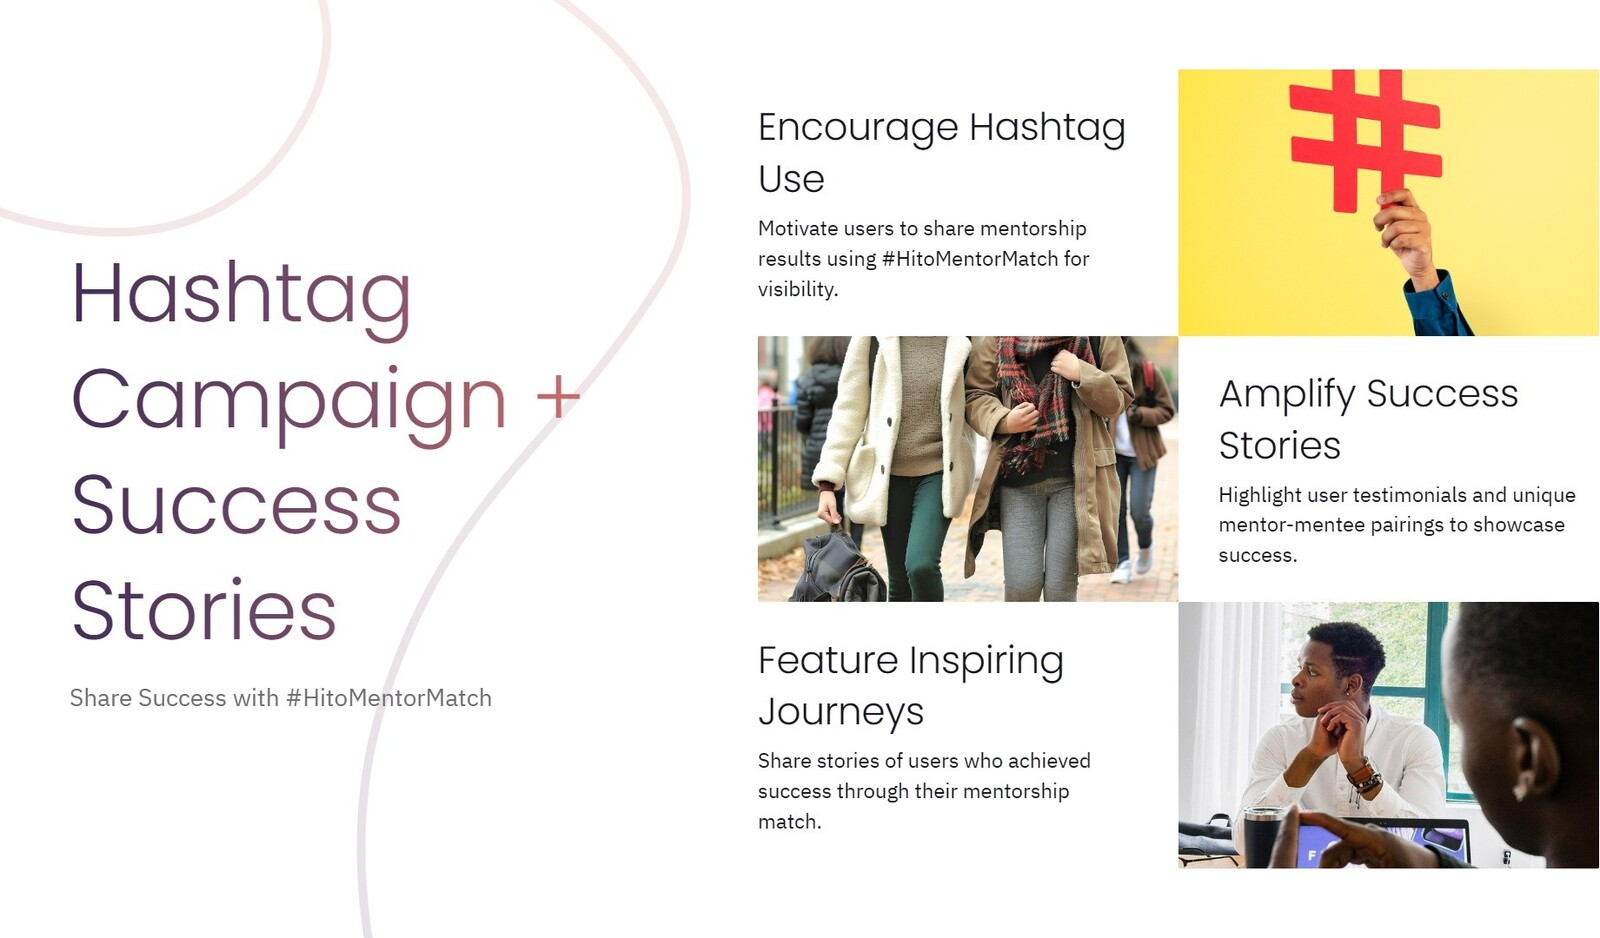 Hashtag
Campaign +
Success
Stories
Share Success with #HitoMentorMatch
Encourage Hashtag
Use
Motivate users to share mentorship
results using #HitoMentorMatch for
visibility.
#
Amplify Success
Stories
Highlight user testimonials and unique
mentor-mentee pairings to showcase
success.
Feature Inspiring
Journeys
Share stories of users who achieved
success through their mentorship
match.